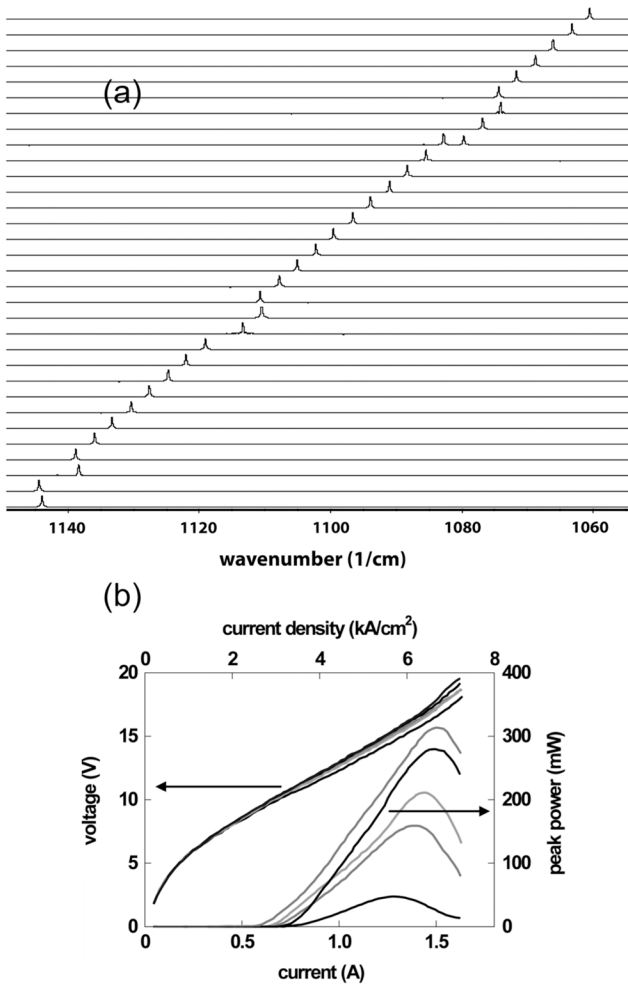 (a)
1140 1120 1100 1080 1060
wavenumber (1/cm)
(b)
current density (kA/cm²)
0 2 4 6 8
20 400
15 300
10 200
5 100
0 0
voltage (V)
peak power (mW)
0 0.5 1.0 1.5
current (A)